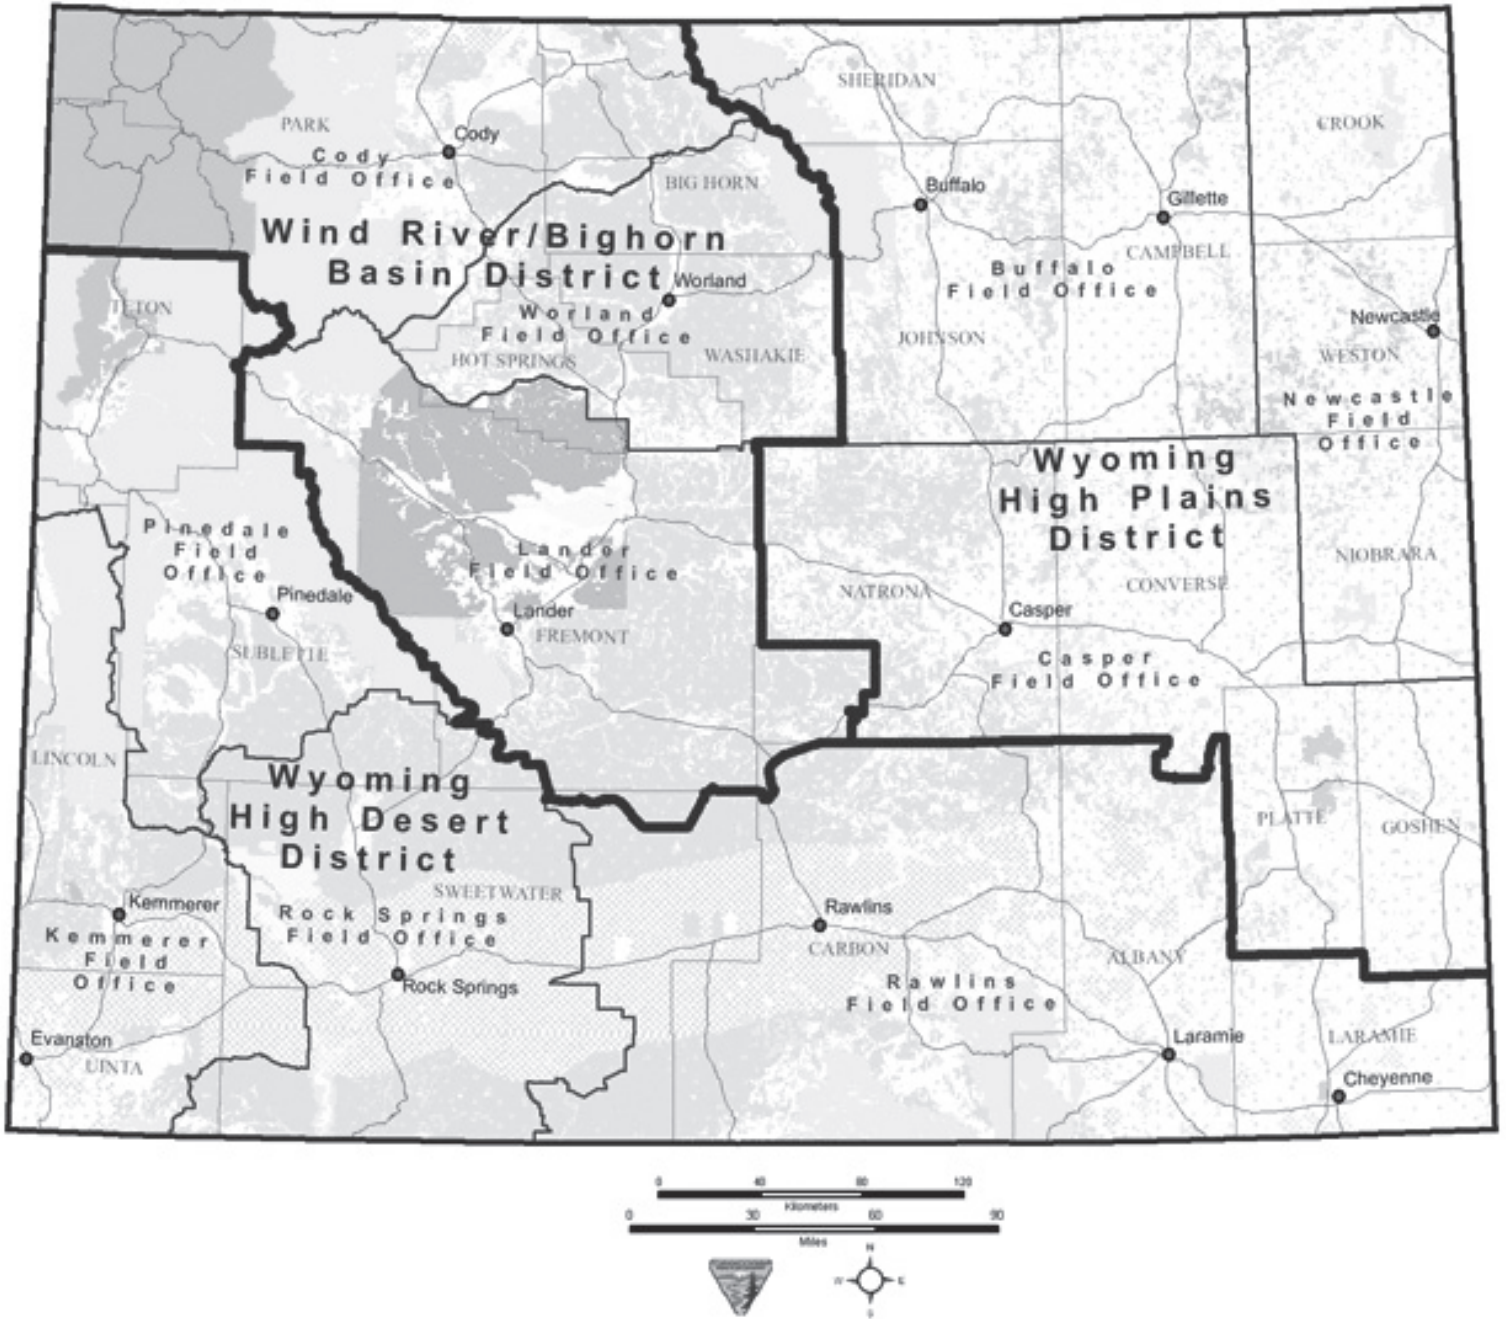 SHERIDAN
PARK
CROOK
Cody
Cody
Field Office
BIG HORN
Buffalo
Gillette
Wind River/Bighorn
Basin District
CAMPBELL
Buffalo
Field Office
Worland
TETON
Worland
Field Office
Newcastle
JOHNSON
HOT SPRINGS
WASHAKIE
WESTON
Newcastle
Field
Office
Wyoming
High Plains
District
Pinedale
Field
Office
Lander
Field Office
NIOBRARA
NATRONA
CONVERSE
Pinedale
Lander
Casper
FREMONT
SUBLETTE
Casper
Field Office
LINCOLN
Wyoming
High Desert
District
PLATTE
GOSHEN
SWEETWATER
Kemmerer
Rawlins
Rock Springs
Field Office
Kemmerer
Field
Office
CARBON
ALBANY
Rock Springs
Rawlins
Field Office
Evanston
UINTA
Laramie
LARAMIE
Cheyenne
0 40 80 120
Kilometers
0 30 60 90
Miles
N
W E
S